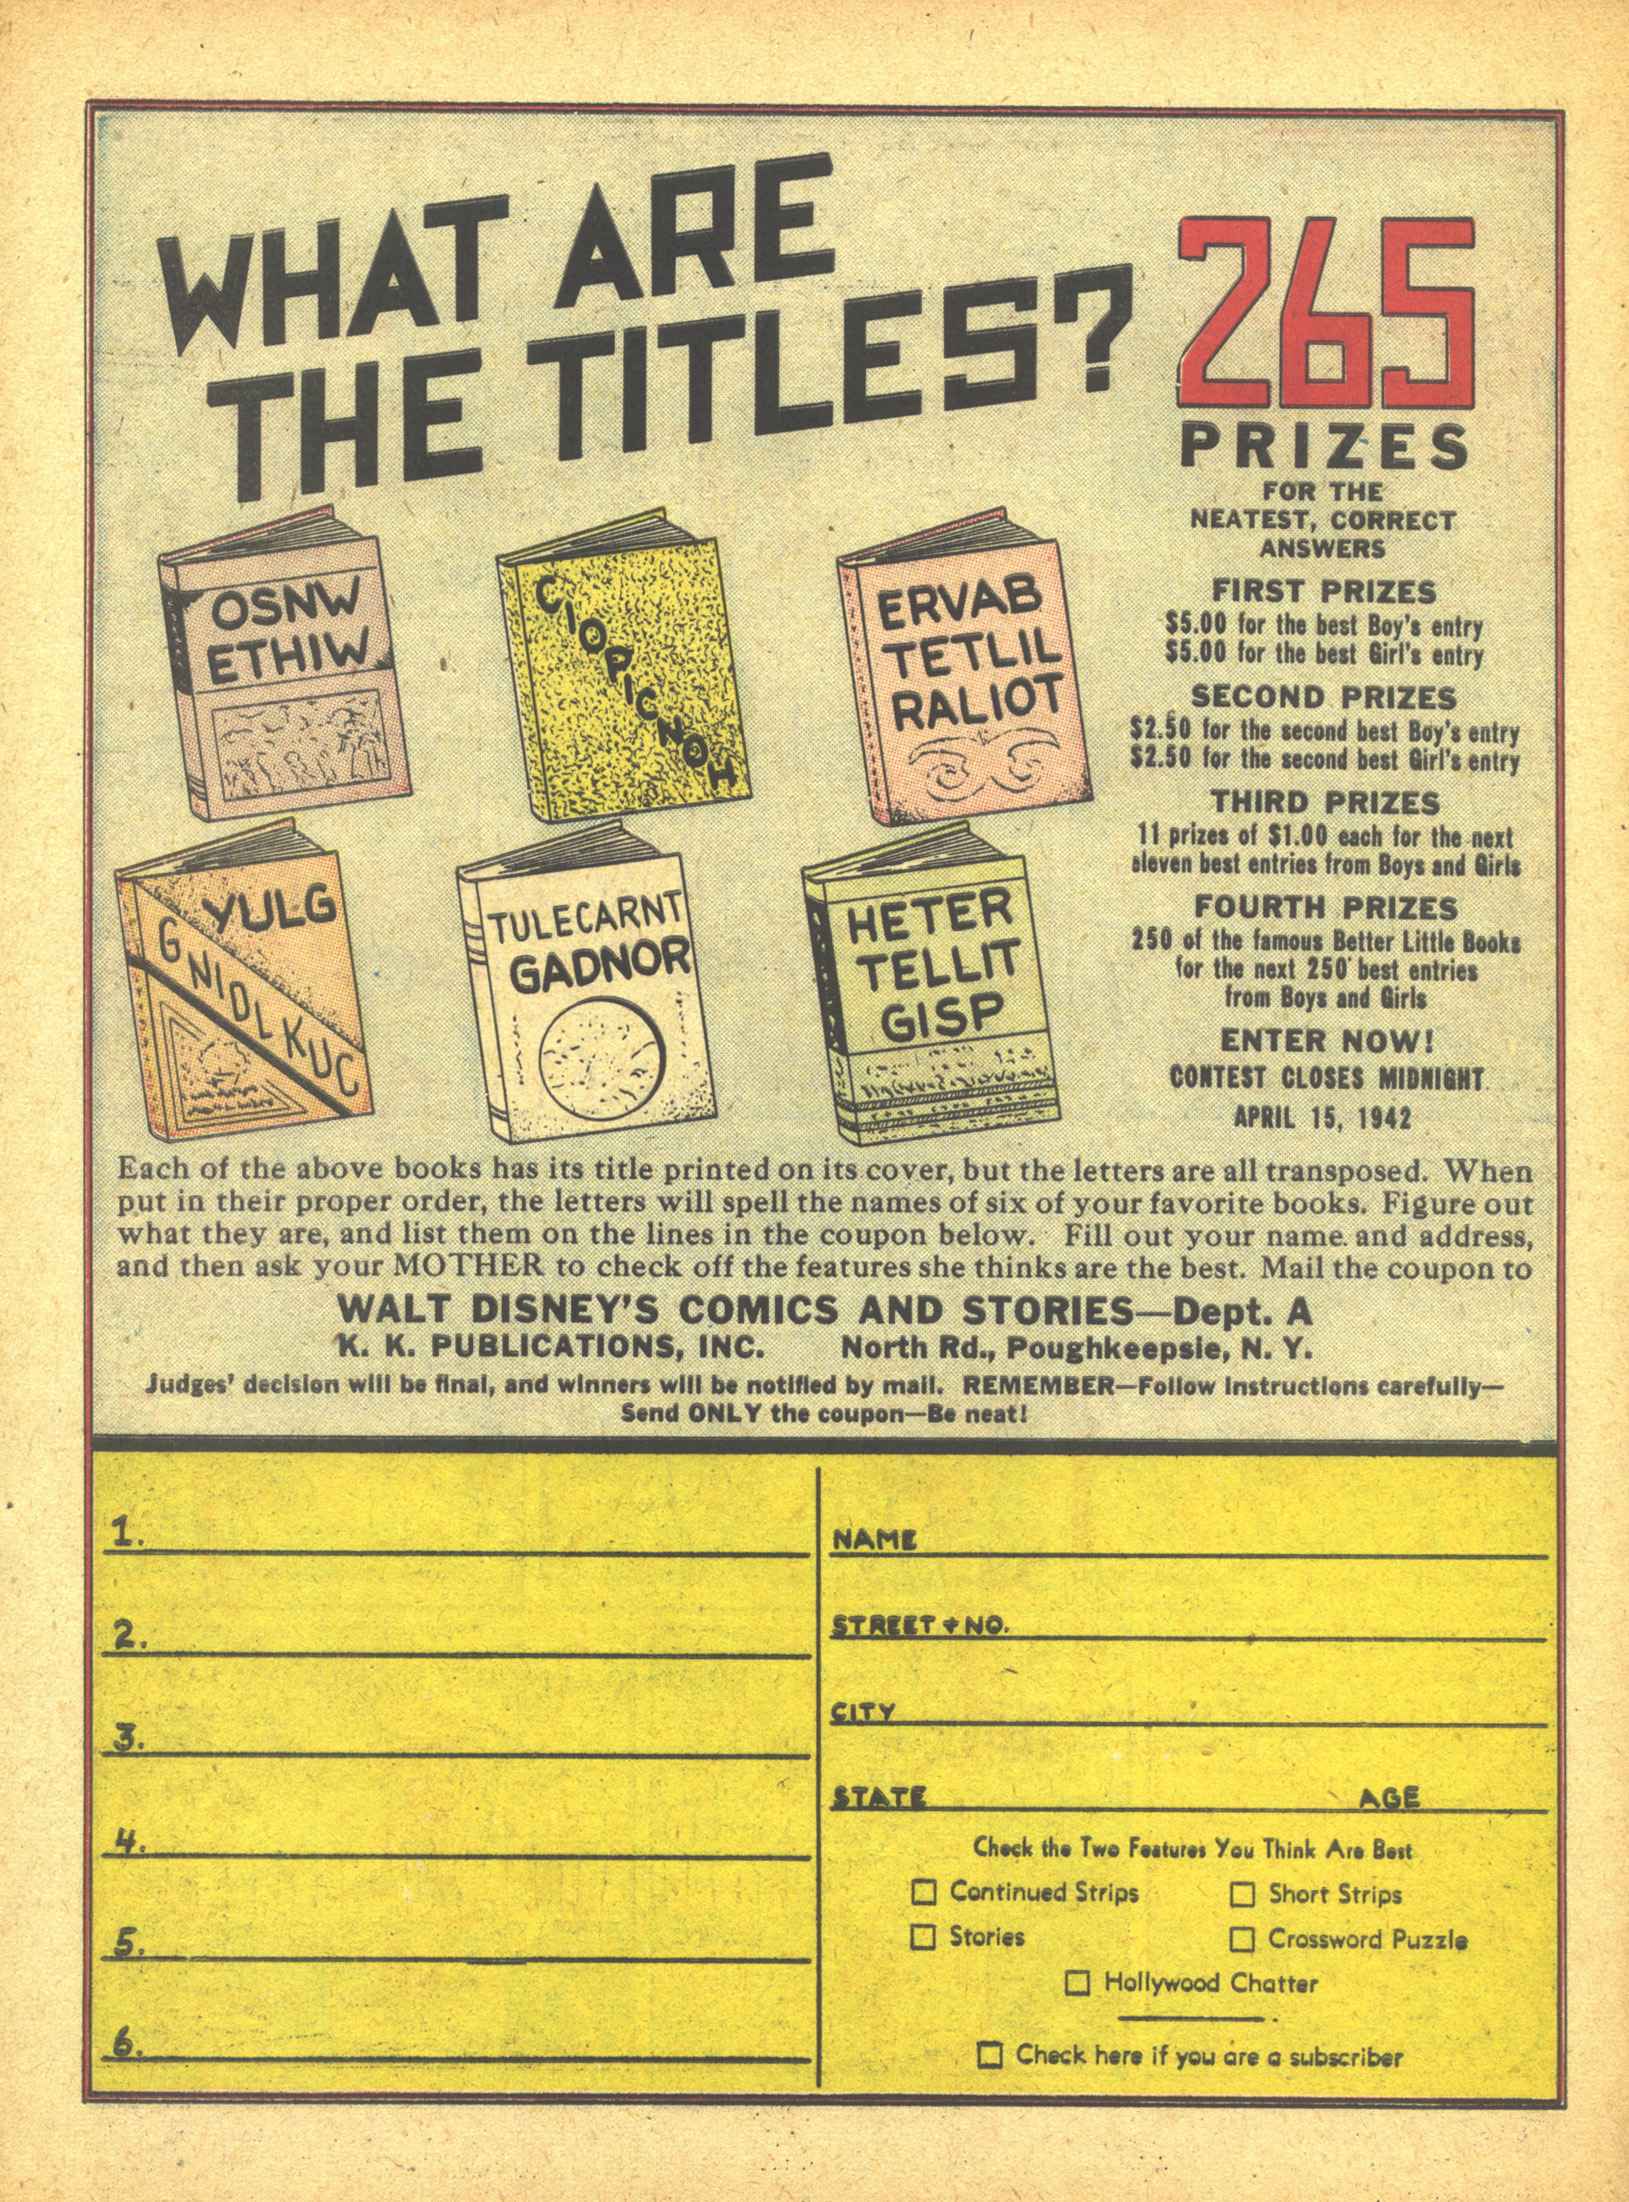 WHAT ARE
THE TITLES?
265
PRIZES
FOR THE
NEATEST, CORRECT
ANSWERS
FIRST PRIZES
$5.00 for the best Boy's entry
$5.00 for the best Girl's entry
SECOND PRIZES
$2.50 for the second best Boy's entry
$2.50 for the second best Girl's entry
THIRD PRIZES
11 prizes of $1.00 each for the next
eleven best entries from Boys and Girls
FOURTH PRIZES
250 of the famous Better Little Books
for the next 250 best entries
from Boys and Girls
ENTER NOW!
CONTEST CLOSES MIDNIGHT
APRIL 15, 1942
OSNW
ETHIW
CIOPICNOH
ERVAB
TETLIL
RALIOT
YULG
GNIDLKUC
TULECARNT
GADNOR
HETER
TELLIT
GISP
Each of the above books has its title printed on its cover, but the letters are all transposed. When
put in their proper order, the letters will spell the names of six of your favorite books. Figure out
what they are, and list them on the lines in the coupon below. Fill out your name and address,
and then ask your MOTHER to check off the features she thinks are the best. Mail the coupon to
WALT DISNEY'S COMICS AND STORIES—Dept. A
K. K. PUBLICATIONS, INC. North Rd., Poughkeepsie, N. Y.
Judges' decision will be final, and winners will be notified by mail. REMEMBER—Follow instructions carefully—
Send ONLY the coupon—Be neat!
1.
2.
3.
4.
5.
6.
NAME
STREET + NO.
CITY
STATE AGE
Check the Two Features You Think Are Best
Continued Strips Short Strips
Stories Crossword Puzzle
Hollywood Chatter
Check here if you are a subscriber